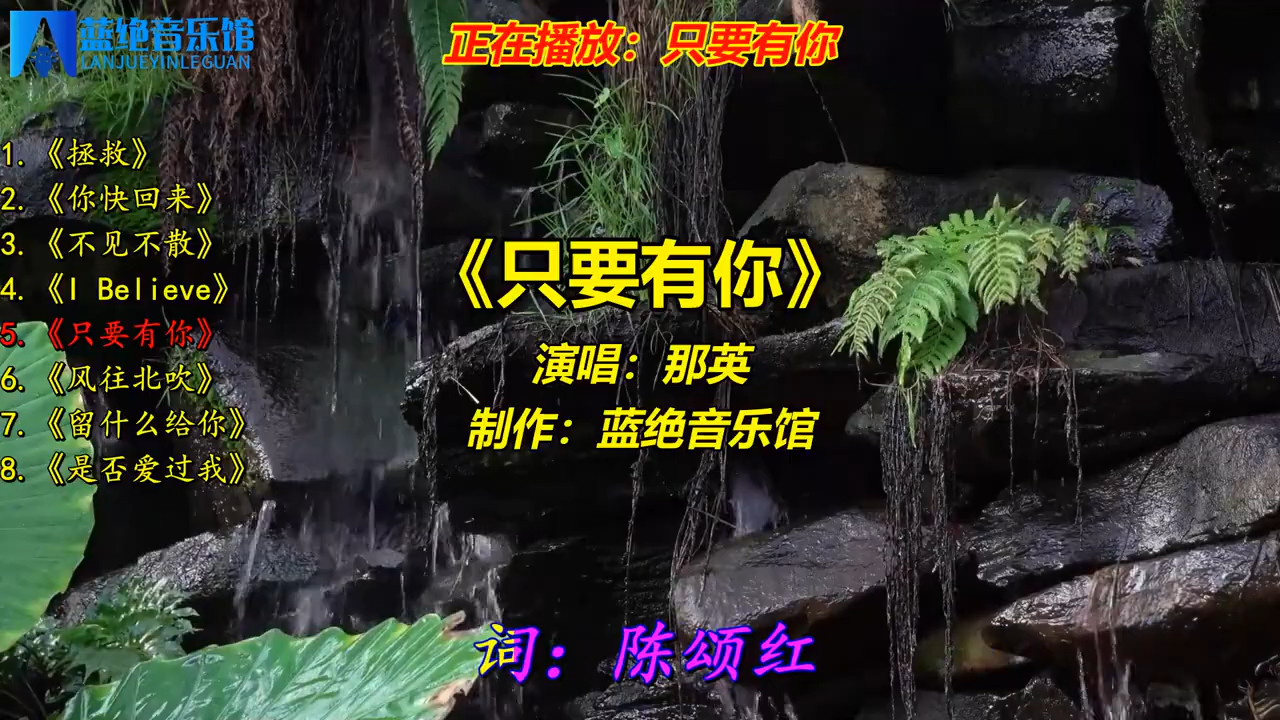 蓝绝音乐馆
LANJUEYINLEGUAN
正在播放：只要有你
1.《拯救》
2.《你快回来》
3.《不见不散》
4.《I Believe》
5.《只要有你》
6.《风往北吹》
7.《留什么给你》
8.《是否爱过我》
《只要有你》
演唱：那英
制作：蓝绝音乐馆
词：陈颂红